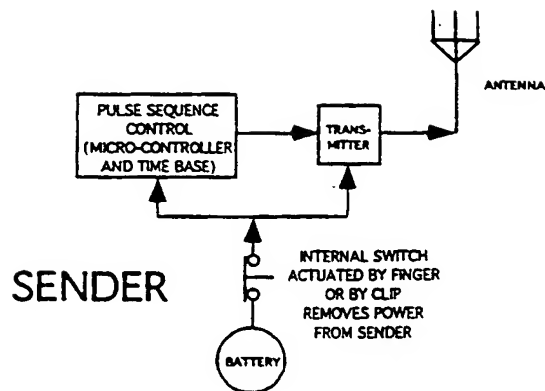 ANTENNA
PULSE SEQUENCE
CONTROL
(MICRO-CONTROLLER
AND TIME BASE)
TRANS-
MITTER
SENDER
INTERNAL SWITCH
ACTUATED BY FINGER
OR BY CLIP
REMOVES POWER
FROM SENDER
BATTERY